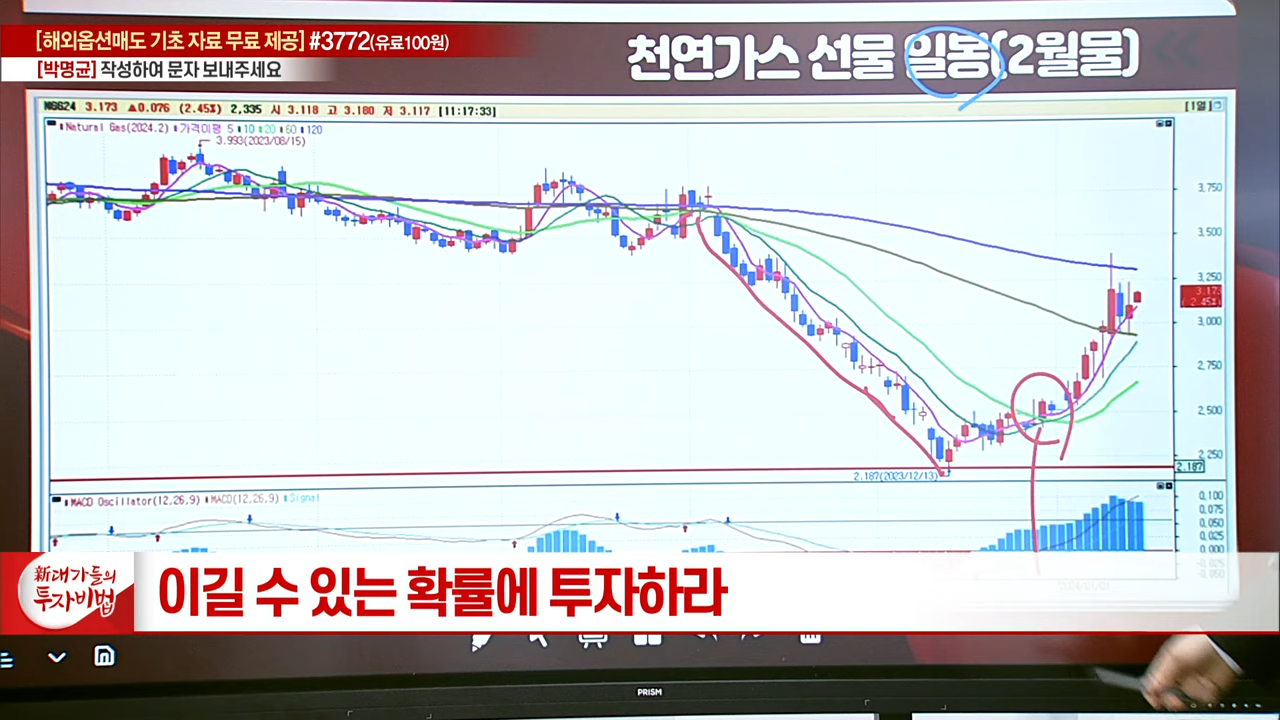 [해외옵션매도 기초 자료 무료 제공] #3772(유료100원)
[박명균] 작성하여 문자 보내주세요
천연가스 선물 일봉(2월물)
NGG24 3.173 ▲0.076 (2.45%) 2,335 시 3.118 고 3.180 저 3.117 [11:17:33]
[1일]
Natural Gas(2024.2) 가격이평 5 10 20 60 120
3.993(2023/08/15)
3.750
3.500
3.250
3.173
(2.45%)
3.000
2.750
2.500
2.250
2.187
2.187(2023/12/13)
MACD Oscillator(12,26,9) MACD(12,26,9) Signal
0.100
0.075
0.050
0.025
0.000
-0.025
-0.050
新대가들의
투자비법
이길 수 있는 확률에 투자하라
PRISM